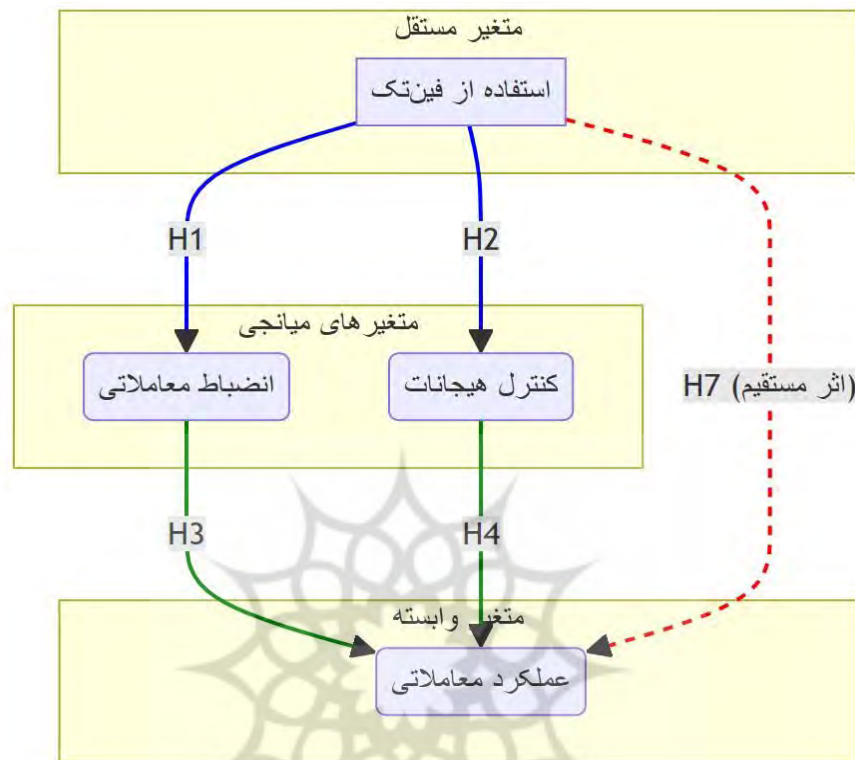 متغیر مستقل
استفاده از فین‌تک
H1
H2
متغیرهای میانجی
انضباط معاملاتی
کنترل هیجانات
H7 (اثر مستقیم)
H3
H4
متغیر وابسته
عملکرد معاملاتی